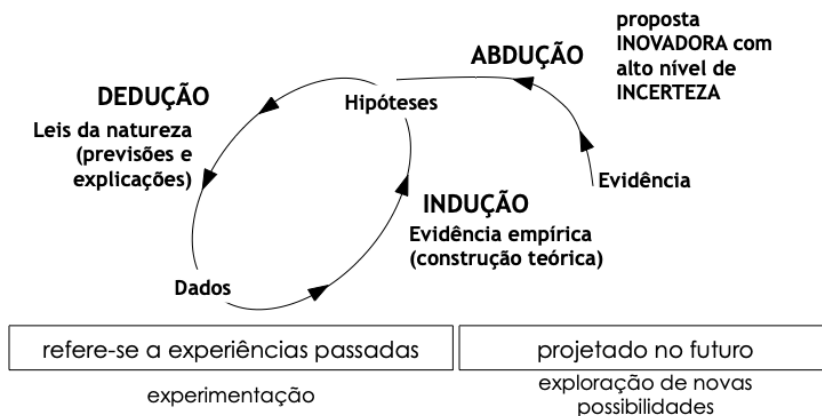 proposta
INOVADORA com
alto nível de
INCERTEZA
ABDUÇÃO
DEDUÇÃO
Hipóteses
Leis da natureza
(previsões e
explicações)
Evidência
INDUÇÃO
Evidência empírica
(construção teórica)
Dados
refere-se a experiências passadas
projetado no futuro
experimentação
exploração de novas
possibilidades